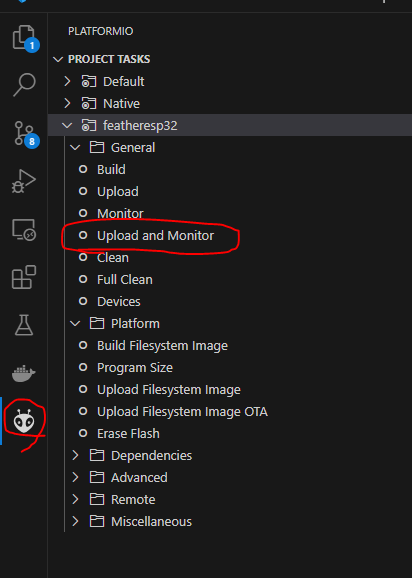 PLATFORMIO
PROJECT TASKS
Default
Native
featheresp32
General
Build
Upload
Monitor
Upload and Monitor
Clean
Full Clean
Devices
Platform
Build Filesystem Image
Program Size
Upload Filesystem Image
Upload Filesystem Image OTA
Erase Flash
Dependencies
Advanced
Remote
Miscellaneous
1
8